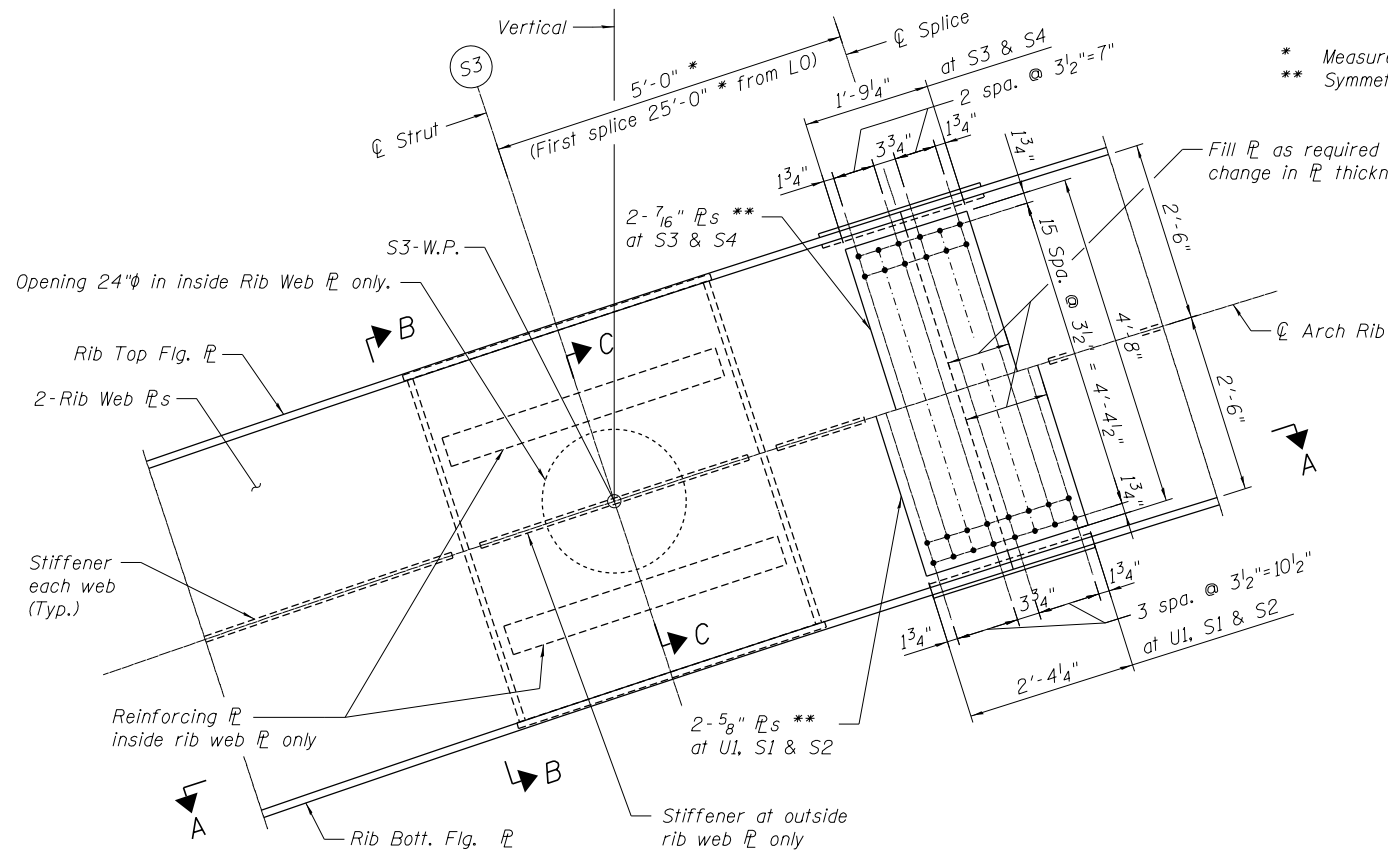 Vertical
℄ Splice
S3
5'-0" *
(First splice 25'-0" * from L0)
℄ Strut
at S3 & S4
1'-9¼"
2 spa. @ 3½"=7"
* Measure
** Symmet
1¾"
3¾"
1¾"
1¾"
Fill ℄ as required
change in ℄ thickn
2-7/16" ℄s **
at S3 & S4
S3-W.P.
Opening 24"φ in inside Rib Web ℄ only.
2'-6"
15 Spa. @ 3½" = 4'-4½"
4'-8"
℄ Arch Rib
B
C
Rib Top Flg. ℄
2-Rib Web ℄s
2'-6"
A
1¾"
Stiffener
each web
(Typ.)
1¾"
3¾"
1¾"
3 spa. @ 3½"=10½"
at U1, S1 & S2
2'-4¼"
C
Reinforcing ℄
inside rib web ℄ only
2-5/8" ℄s **
at U1, S1 & S2
B
A
Stiffener at outside
rib web ℄ only
Rib Bott. Flg. ℄